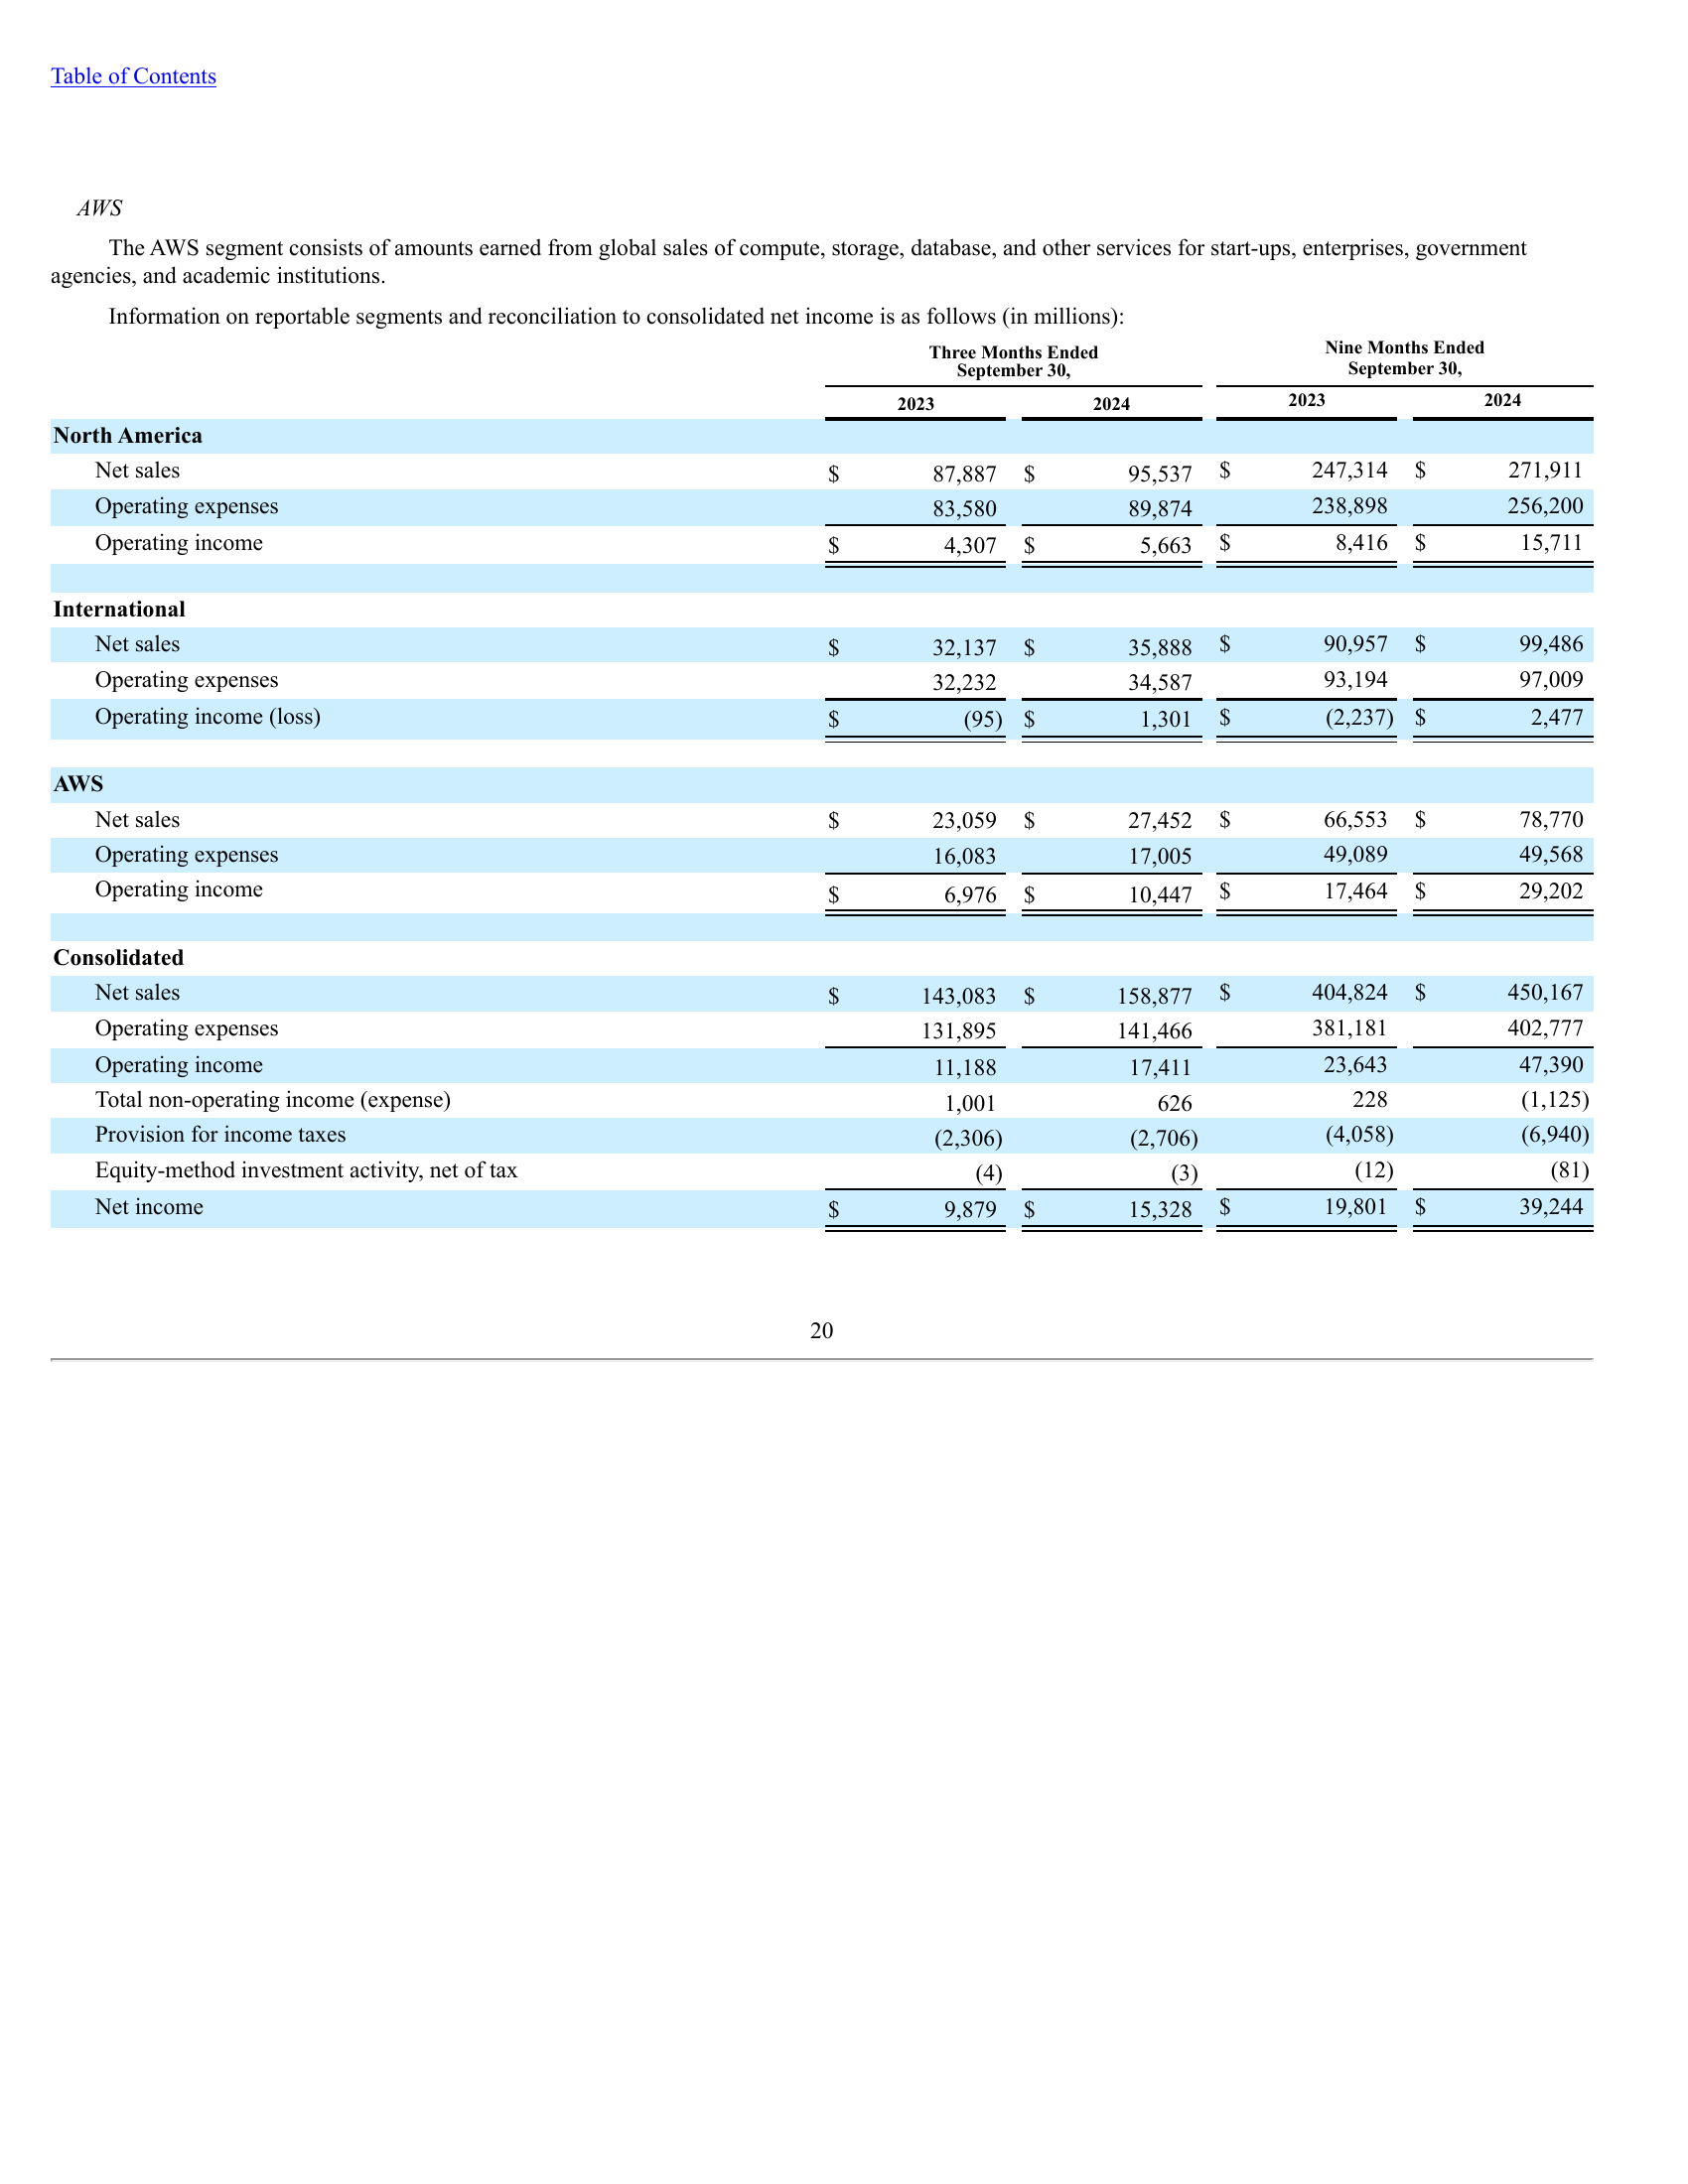 Table of Contents
AWS
The AWS segment consists of amounts earned from global sales of compute, storage, database, and other services for start-ups, enterprises, government
agencies, and academic institutions.
Information on reportable segments and reconciliation to consolidated net income is as follows (in millions):
Three Months Ended September 30, Nine Months Ended September 30,
2023 2024 2023 2024
North America
Net sales $ 87,887 $ 95,537 $ 247,314 $ 271,911
Operating expenses 83,580 89,874 238,898 256,200
Operating income $ 4,307 $ 5,663 $ 8,416 $ 15,711
International
Net sales $ 32,137 $ 35,888 $ 90,957 $ 99,486
Operating expenses 32,232 34,587 93,194 97,009
Operating income (loss) $ (95) $ 1,301 $ (2,237) $ 2,477
AWS
Net sales $ 23,059 $ 27,452 $ 66,553 $ 78,770
Operating expenses 16,083 17,005 49,089 49,568
Operating income $ 6,976 $ 10,447 $ 17,464 $ 29,202
Consolidated
Net sales $ 143,083 $ 158,877 $ 404,824 $ 450,167
Operating expenses 131,895 141,466 381,181 402,777
Operating income 11,188 17,411 23,643 47,390
Total non-operating income (expense) 1,001 626 228 (1,125)
Provision for income taxes (2,306) (2,706) (4,058) (6,940)
Equity-method investment activity, net of tax (4) (3) (12) (81)
Net income $ 9,879 $ 15,328 $ 19,801 $ 39,244
20